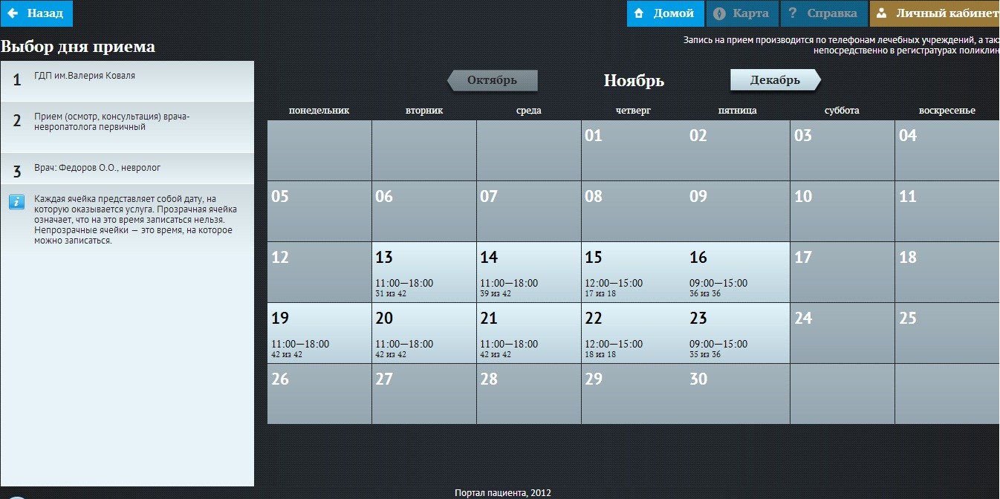 Назад
Домой
Карта
Справка
Личный кабинет
Выбор дня приема
Запись на прием производится по телефонам лечебных учреждений, а
непосредственно в регистратурах
1
ГДП им.Валерия Коваля
2
Прием (осмотр, консультация) врача-
невропатолога первичный
3
Врач: Федоров О.О., невролог
Каждая ячейка представляет собой дату, на
которую оказывается услуга. Прозрачная ячейка
означает, что на это время записаться нельзя.
Непрозрачные ячейки — это время, на которое
можно записаться.
Октябрь
Ноябрь
Декабрь
понедельник вторник среда четверг пятница суббота воскресенье
01 02 03 04
05 06 07 08 09 10 11
12 13 14 15 16 17 18
11:00—18:00 11:00—18:00 12:00—15:00 09:00—15:00
31 из 42 39 из 42 17 из 18 36 из 36
19 20 21 22 23 24 25
11:00—18:00 11:00—18:00 11:00—18:00 12:00—15:00 09:00—15:00
42 из 42 42 из 42 42 из 42 18 из 18 35 из 36
26 27 28 29 30
Портал пациента, 2012